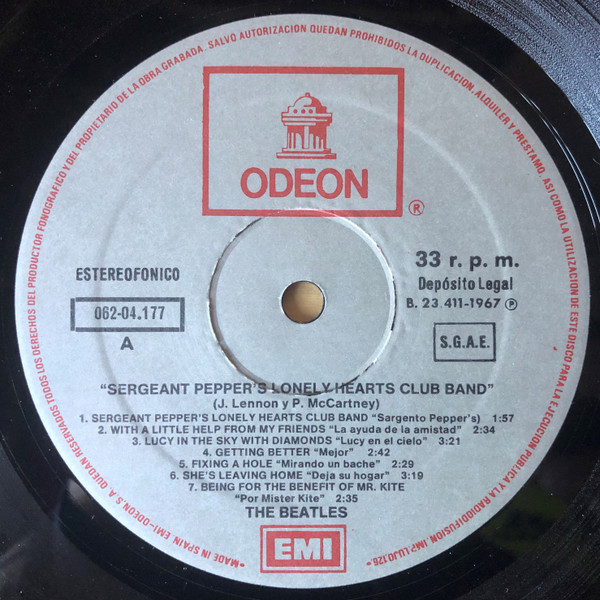 ODEON
®
ESTEREOFONICO
33 r. p. m.
Depósito Legal
062-04.177
B. 23.411-1967 ℗
A
S.G.A.E.
"SERGEANT PEPPER'S LONELY HEARTS CLUB BAND"
(J. Lennon y P. McCartney)
1. SERGEANT PEPPER'S LONELY HEARTS CLUB BAND "Sargento Pepper's) 1:57
2. WITH A LITTLE HELP FROM MY FRIENDS "La ayuda de la amistad" 2:34
3. LUCY IN THE SKY WITH DIAMONDS "Lucy en el cielo" 3:21
4. GETTING BETTER "Mejor" 2:42
5. FIXING A HOLE "Mirando un bache" 2:29
6. SHE'S LEAVING HOME "Deja su hogar" 3:19
7. BEING FOR THE BENEFIT OF MR. KITE
"Por Mister Kite" 2:35
THE BEATLES
EMI
•MADE IN SPAIN. EMI-ODEON, S. A. QUEDAN RESERVADOS TODOS LOS DERECHOS DEL PRODUCTOR FONOGRAFICO Y DEL PROPIETARIO DE LA OBRA GRABADA. SALVO AUTORIZACION QUEDAN PROHIBIDOS LA DUPLICACION, ALQUILER Y PRESTAMO, ASI COMO LA UTILIZACION DE ESTE DISCO PARA LA EJECUCION PUBLICA Y LA RADIODIFUSION. IMP. LUJO, 126•